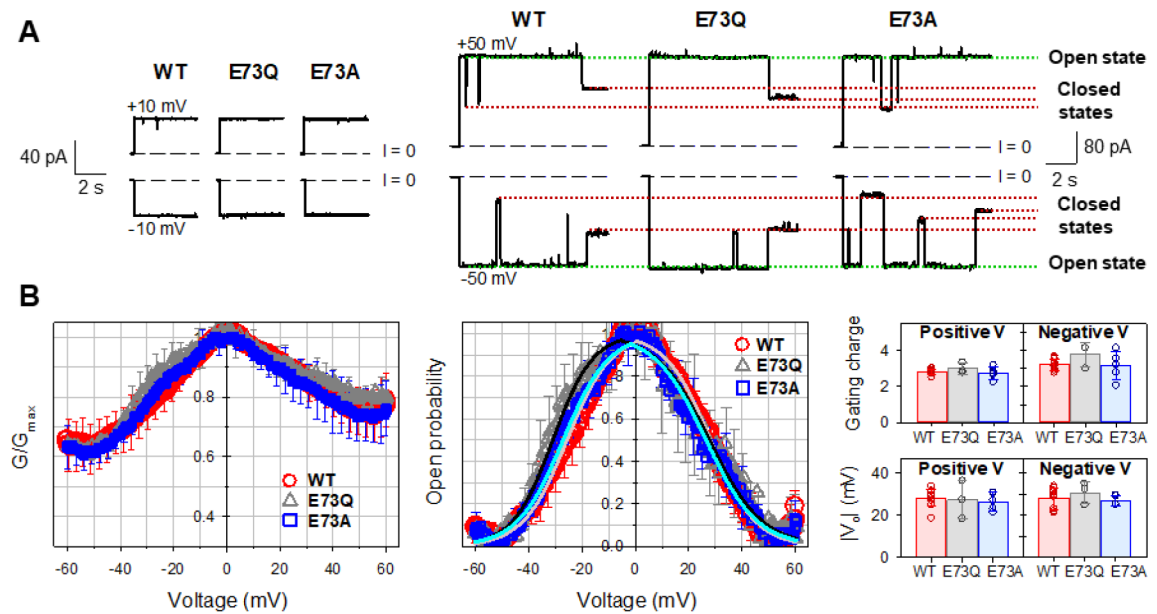 A
WT E73Q E73A
+10 mV
40 pA
2 s
I = 0
I = 0
-10 mV
WT E73Q E73A
+50 mV
Open state
Closed
states
I = 0
80 pA
I = 0
2 s
Closed
states
Open state
-50 mV
B
G/Gmax
0.8
0.6
0.4
WT
E73Q
E73A
-60 -40 -20 0 20 40 60
Voltage (mV)
Open probability
0.8
0.6
0.4
0.2
0.0
WT
E73Q
E73A
-60 -40 -20 0 20 40 60
Voltage (mV)
Gating charge
Positive V Negative V
4
2
0
WT E73Q E73A WT E73Q E73A
|Vo| (mV)
Positive V Negative V
40
20
0
WT E73Q E73A WT E73Q E73A